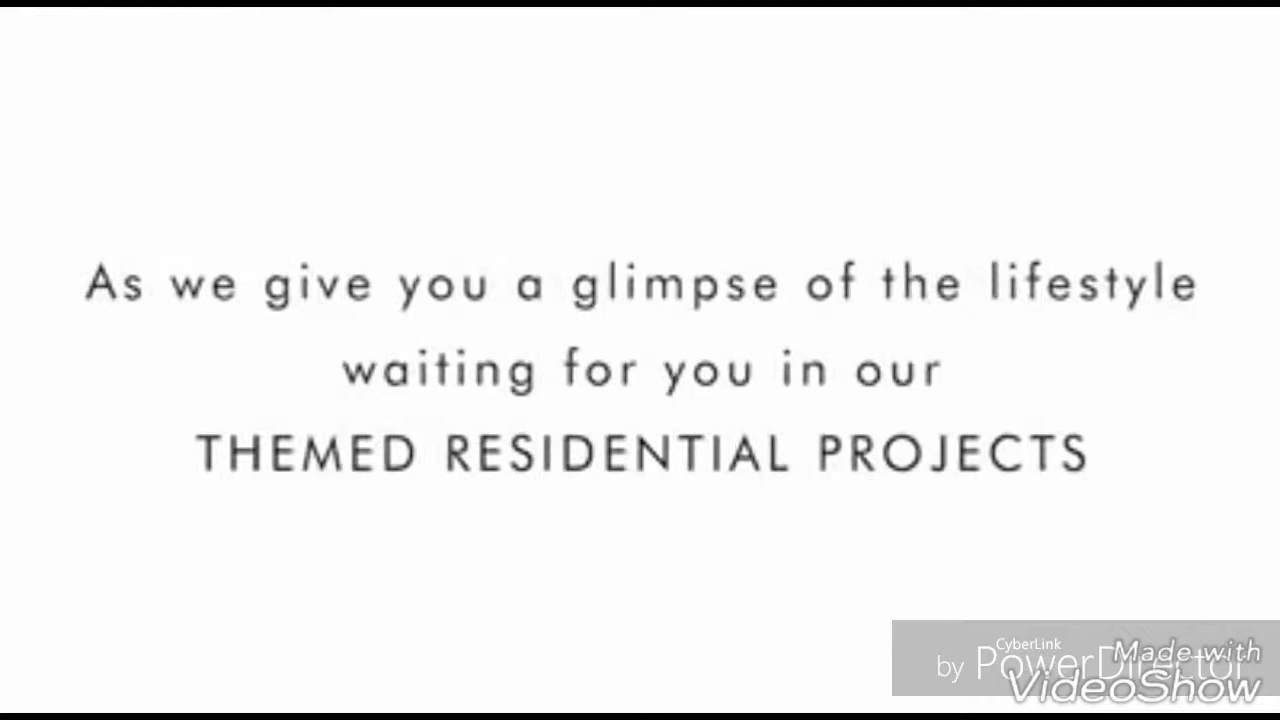 As we give you a glimpse of the lifestyle
waiting for you in our
THEMED RESIDENTIAL PROJECTS
CyberLink
by PowerDirector
Made with
VideoShow